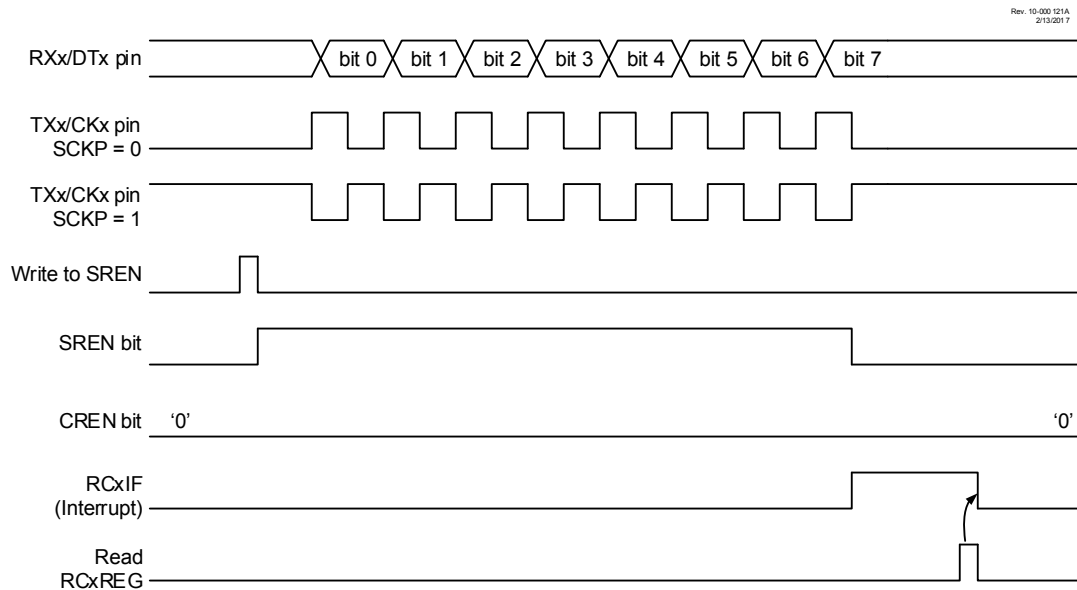 Rev. 10-000 121A
2/13/201 7
RXx/DTx pin
bit 0 bit 1 bit 2 bit 3 bit 4 bit 5 bit 6 bit 7
TXx/CKx pin
SCKP = 0
TXx/CKx pin
SCKP = 1
Write to SREN
SREN bit
CREN bit ‘0’ ‘0’
RCxIF
(Interrupt)
Read
RCxREG